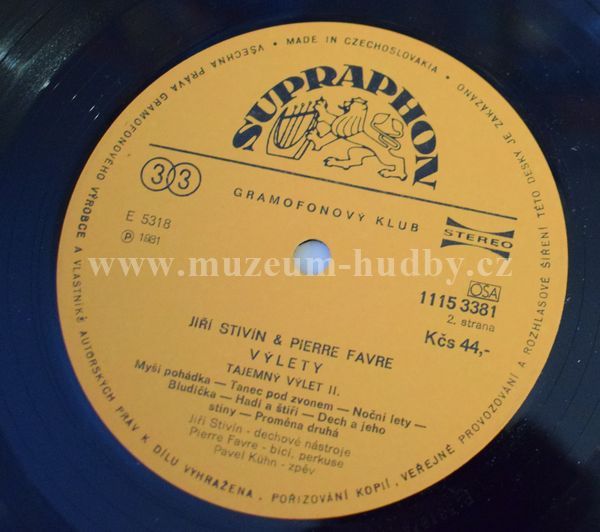 VŠECHNA PRÁVA GRAMOFONOVÉHO VÝROBCE A VLASTNÍKŮ AUTORSKÝCH PRÁV K DÍLU VYHRAŽENA. POŘIZOVÁNÍ KOPIÍ, VEŘEJNÉ PROVOZOVÁNÍ A ROZHLASOVÉ ŠÍŘENÍ TÉTO DESKY JE ZAKÁZÁNO • MADE IN CZECHOSLOVAKIA •
SUPRAPHON
33
GRAMOFONOVÝ KLUB
STEREO
E 5318
Ⓟ 1981
www.muzeum-hudby.cz
OSA
1115 3381
2. strana
Kčs 44,-
JIŘÍ STIVÍN & PIERRE FAVRE
VÝLETY
TAJEMNÝ VÝLET II.
Myší pohádka — Tanec pod zvonem — Noční lety —
Bludička — Hadi a štíři — Dech a jeho
stíny — Proměna druhá
Jiří Stivín - dechové nástroje
Pierre Favre - bicí, perkuse
Pavel Kühn - zpěv